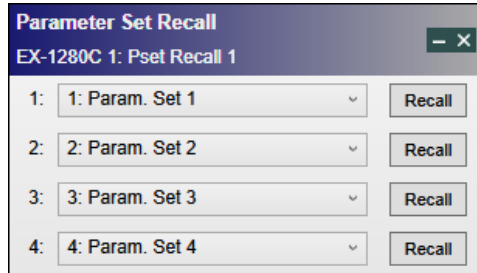 Parameter Set Recall
EX-1280C 1: Pset Recall 1
1: 1: Param. Set 1 Recall
2: 2: Param. Set 2 Recall
3: 3: Param. Set 3 Recall
4: 4: Param. Set 4 Recall